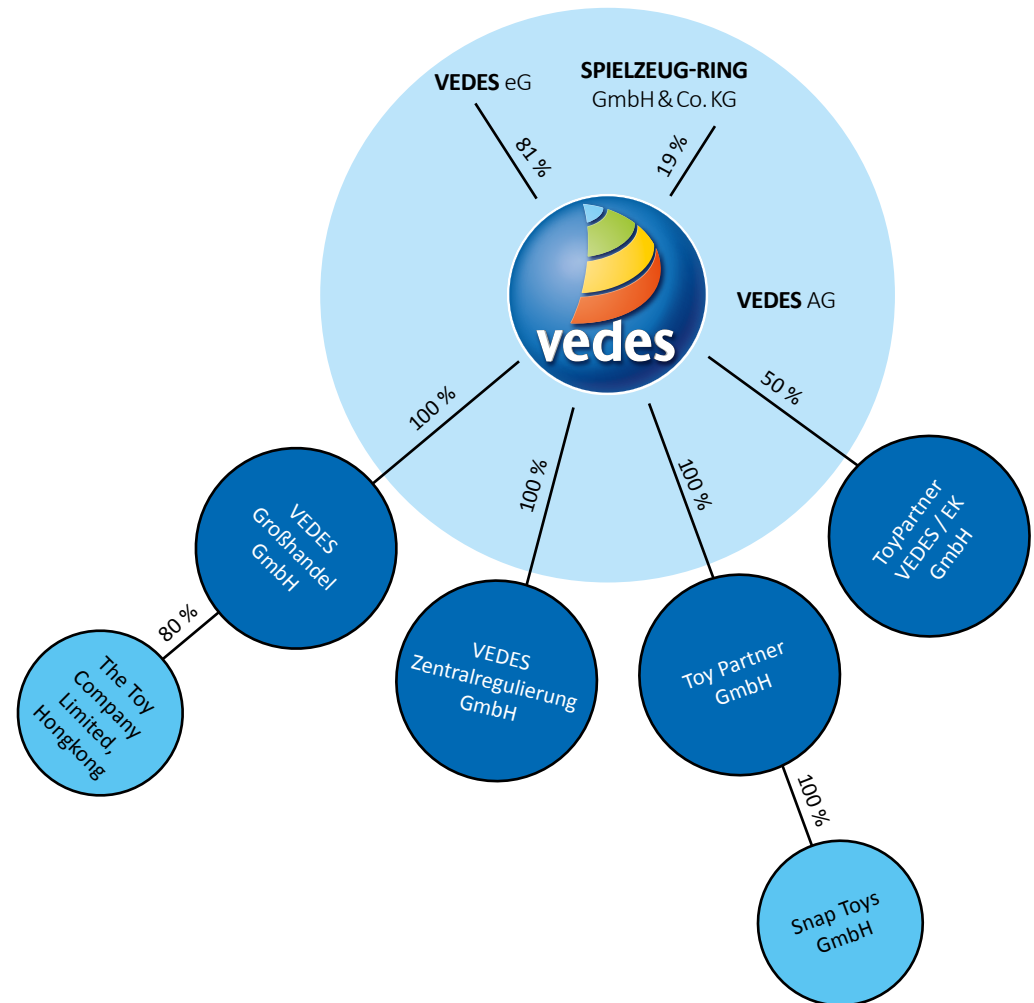 VEDES eG
SPIELZEUG-RING
GmbH & Co. KG
81 %
19 %
vedes
VEDES AG
100 %
100 %
100 %
50 %
VEDES
Großhandel
GmbH
VEDES
Zentralregulierung
GmbH
Toy Partner
GmbH
ToyPartner
VEDES / EK
GmbH
80 %
The Toy
Company
Limited,
Hongkong
100 %
Snap Toys
GmbH